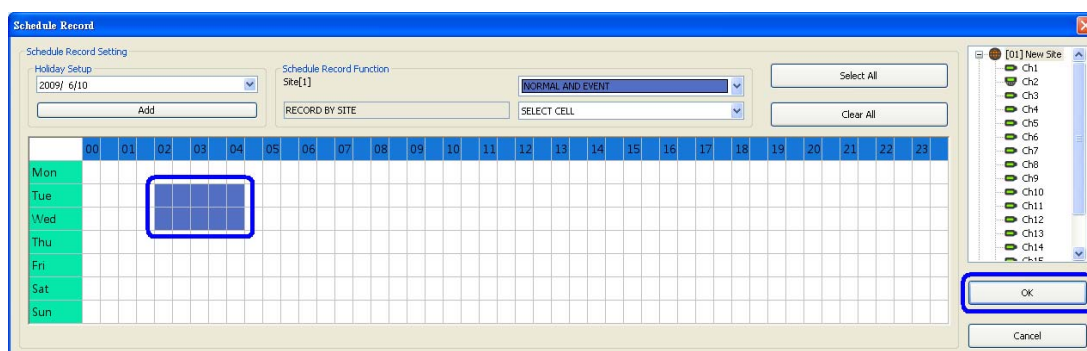 Schedule Record
Schedule Record Setting
Holiday Setup
2009/ 6/10
Add
Schedule Record Function
Site[1]
RECORD BY SITE
NORMAL AND EVENT
SELECT CELL
Select All
Clear All
00 01 02 03 04 05 06 07 08 09 10 11 12 13 14 15 16 17 18 19 20 21 22 23
Mon
Tue
Wed
Thu
Fri
Sat
Sun
[01] New Site
Ch1
Ch2
Ch3
Ch4
Ch5
Ch6
Ch7
Ch8
Ch9
Ch10
Ch11
Ch12
Ch13
Ch14
Ch15
OK
Cancel